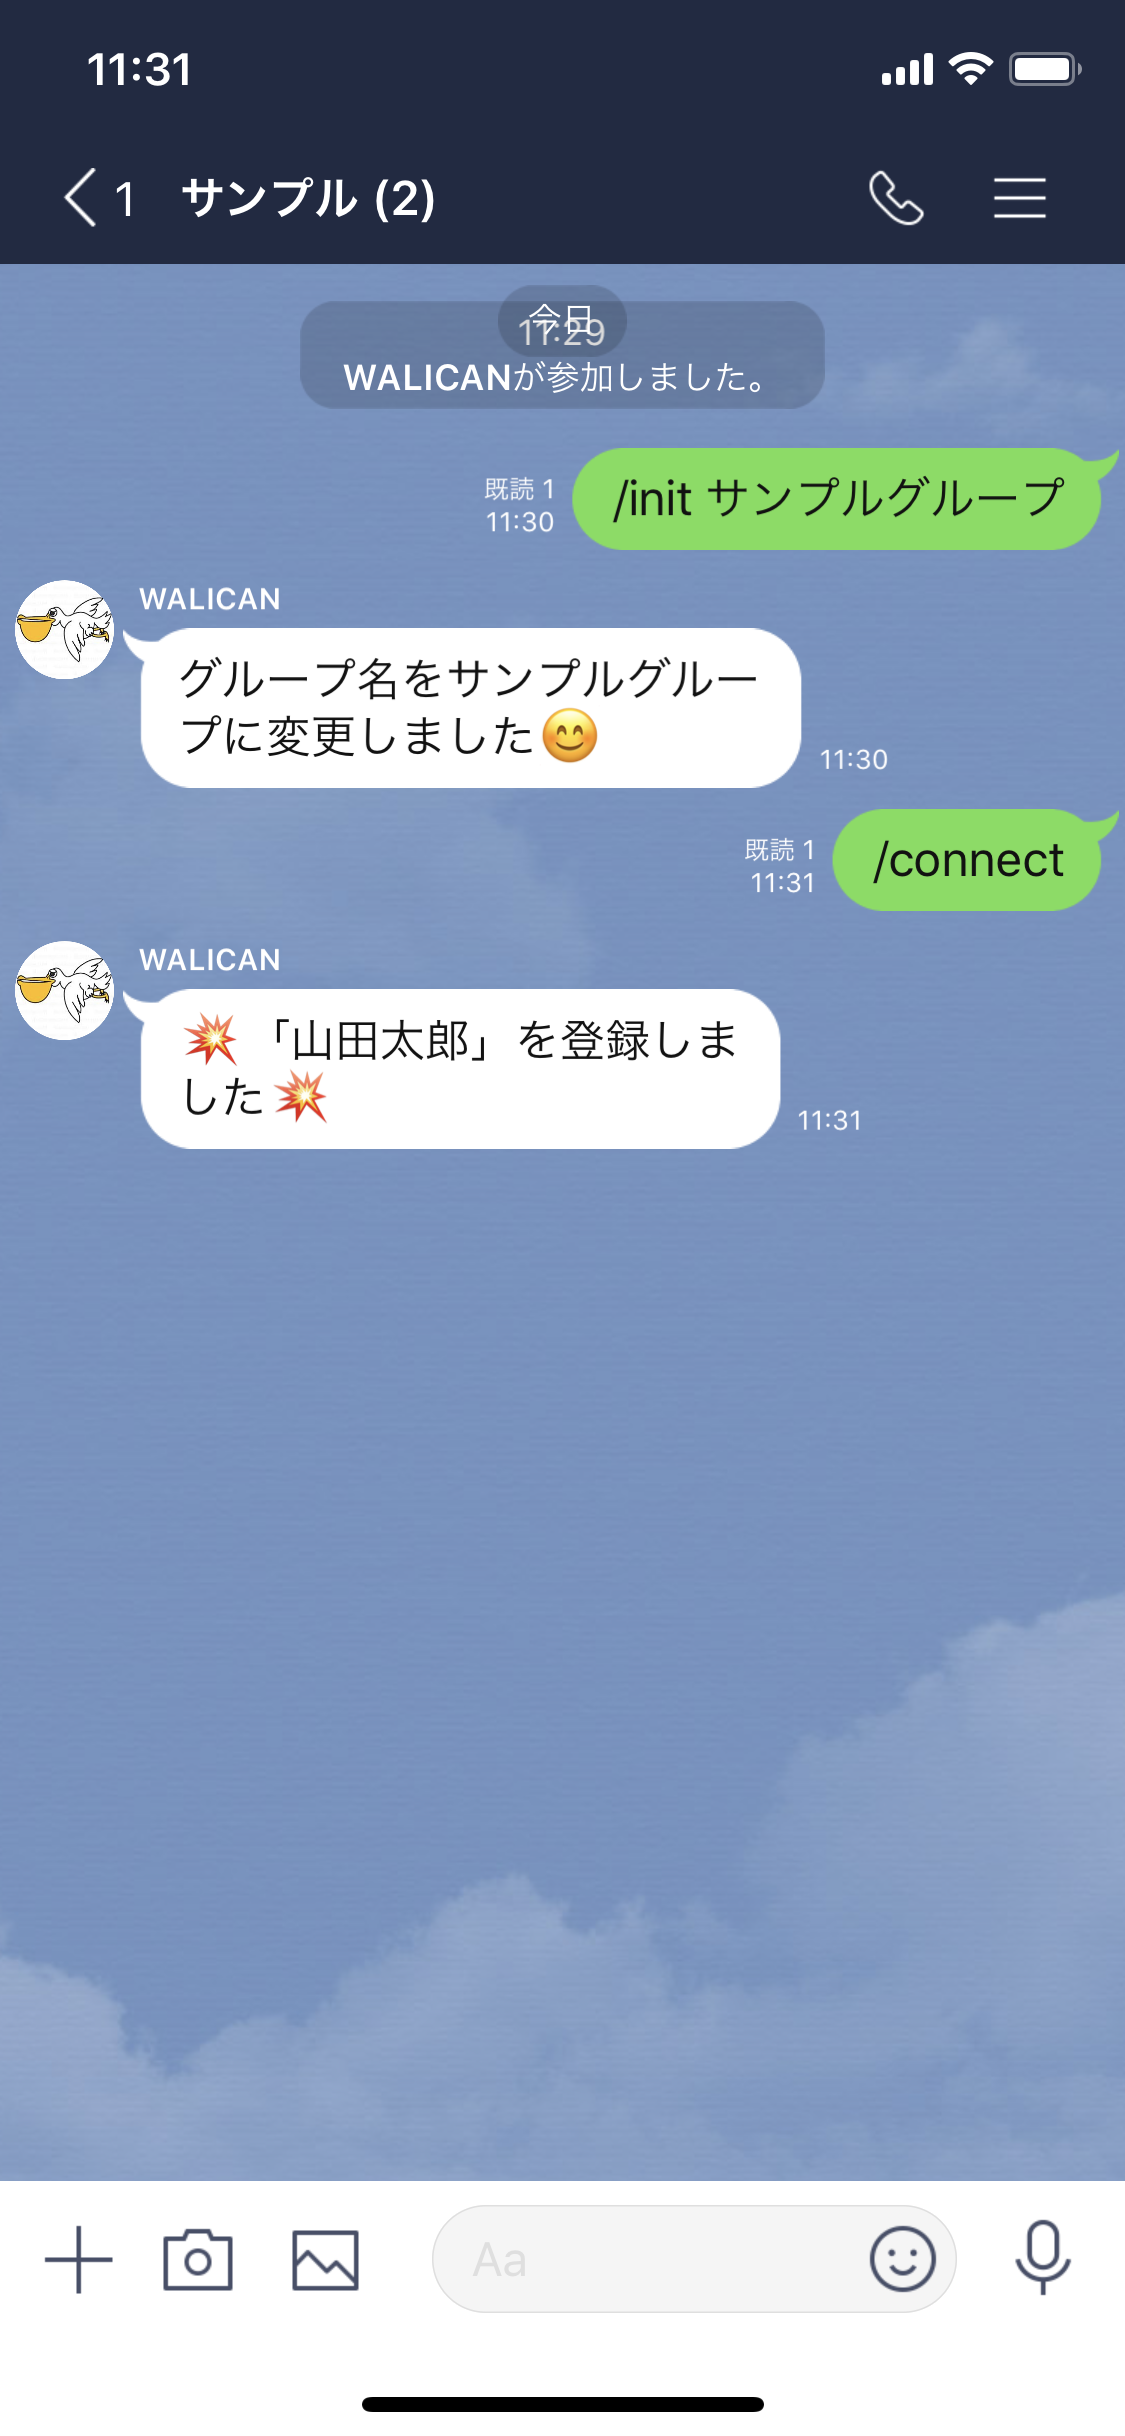 11:31
1 サンプル (2)
今日
11:29
WALICANが参加しました。
既読 1
11:30
/init サンプルグループ
WALICAN
グループ名をサンプルグルー
プに変更しました😊
11:30
既読 1
11:31
/connect
WALICAN
💥「山田太郎」を登録しま
した💥
11:31
Aa